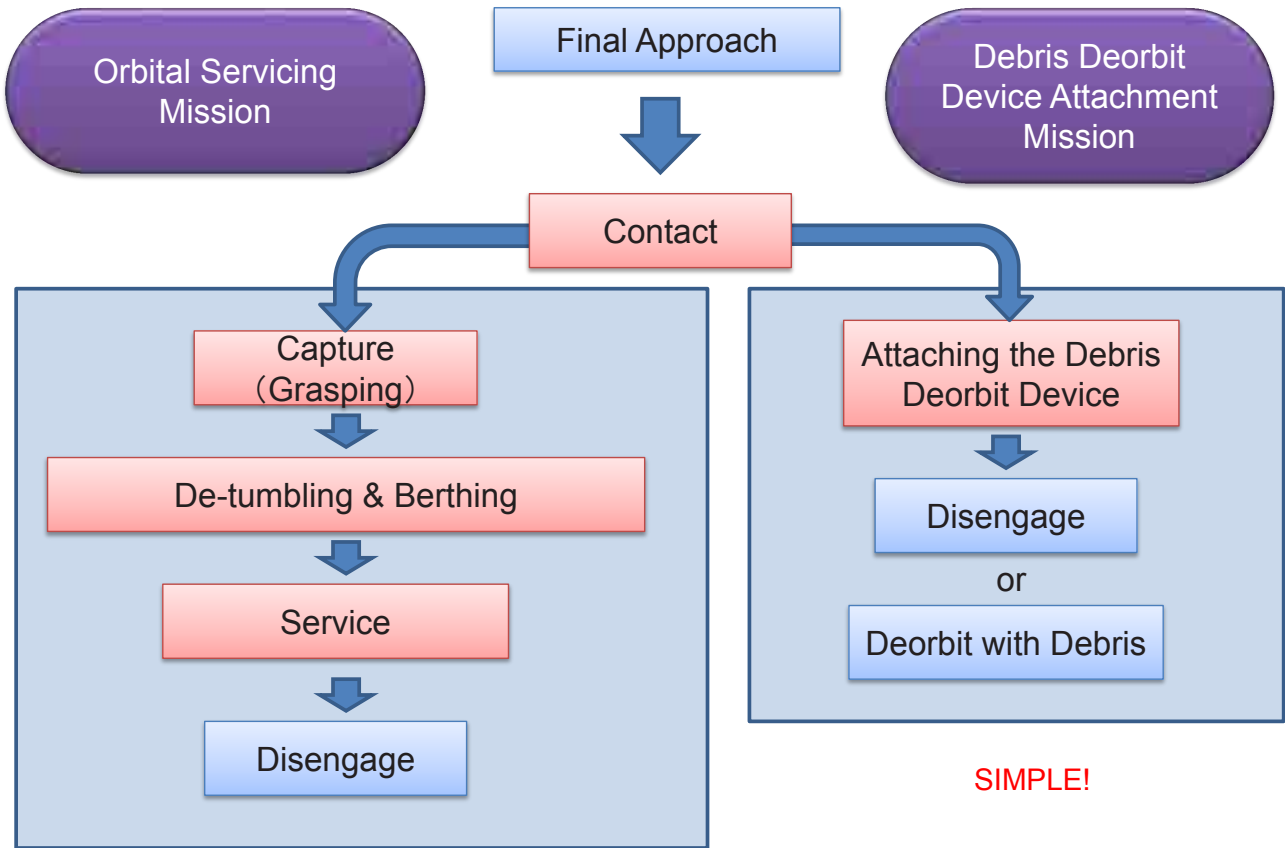 Orbital Servicing
Mission
Final Approach
Debris Deorbit
Device Attachment
Mission
Contact
Capture
（Grasping）
De-tumbling & Berthing
Service
Disengage
Attaching the Debris
Deorbit Device
Disengage
or
Deorbit with Debris
SIMPLE!